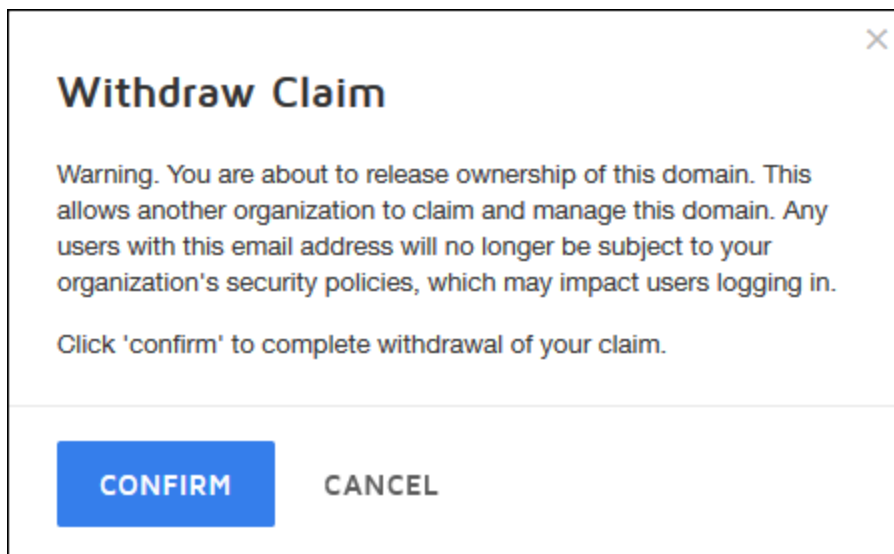 Withdraw Claim
Warning. You are about to release ownership of this domain. This
allows another organization to claim and manage this domain. Any
users with this email address will no longer be subject to your
organization's security policies, which may impact users logging in.
Click 'confirm' to complete withdrawal of your claim.
CONFIRM CANCEL